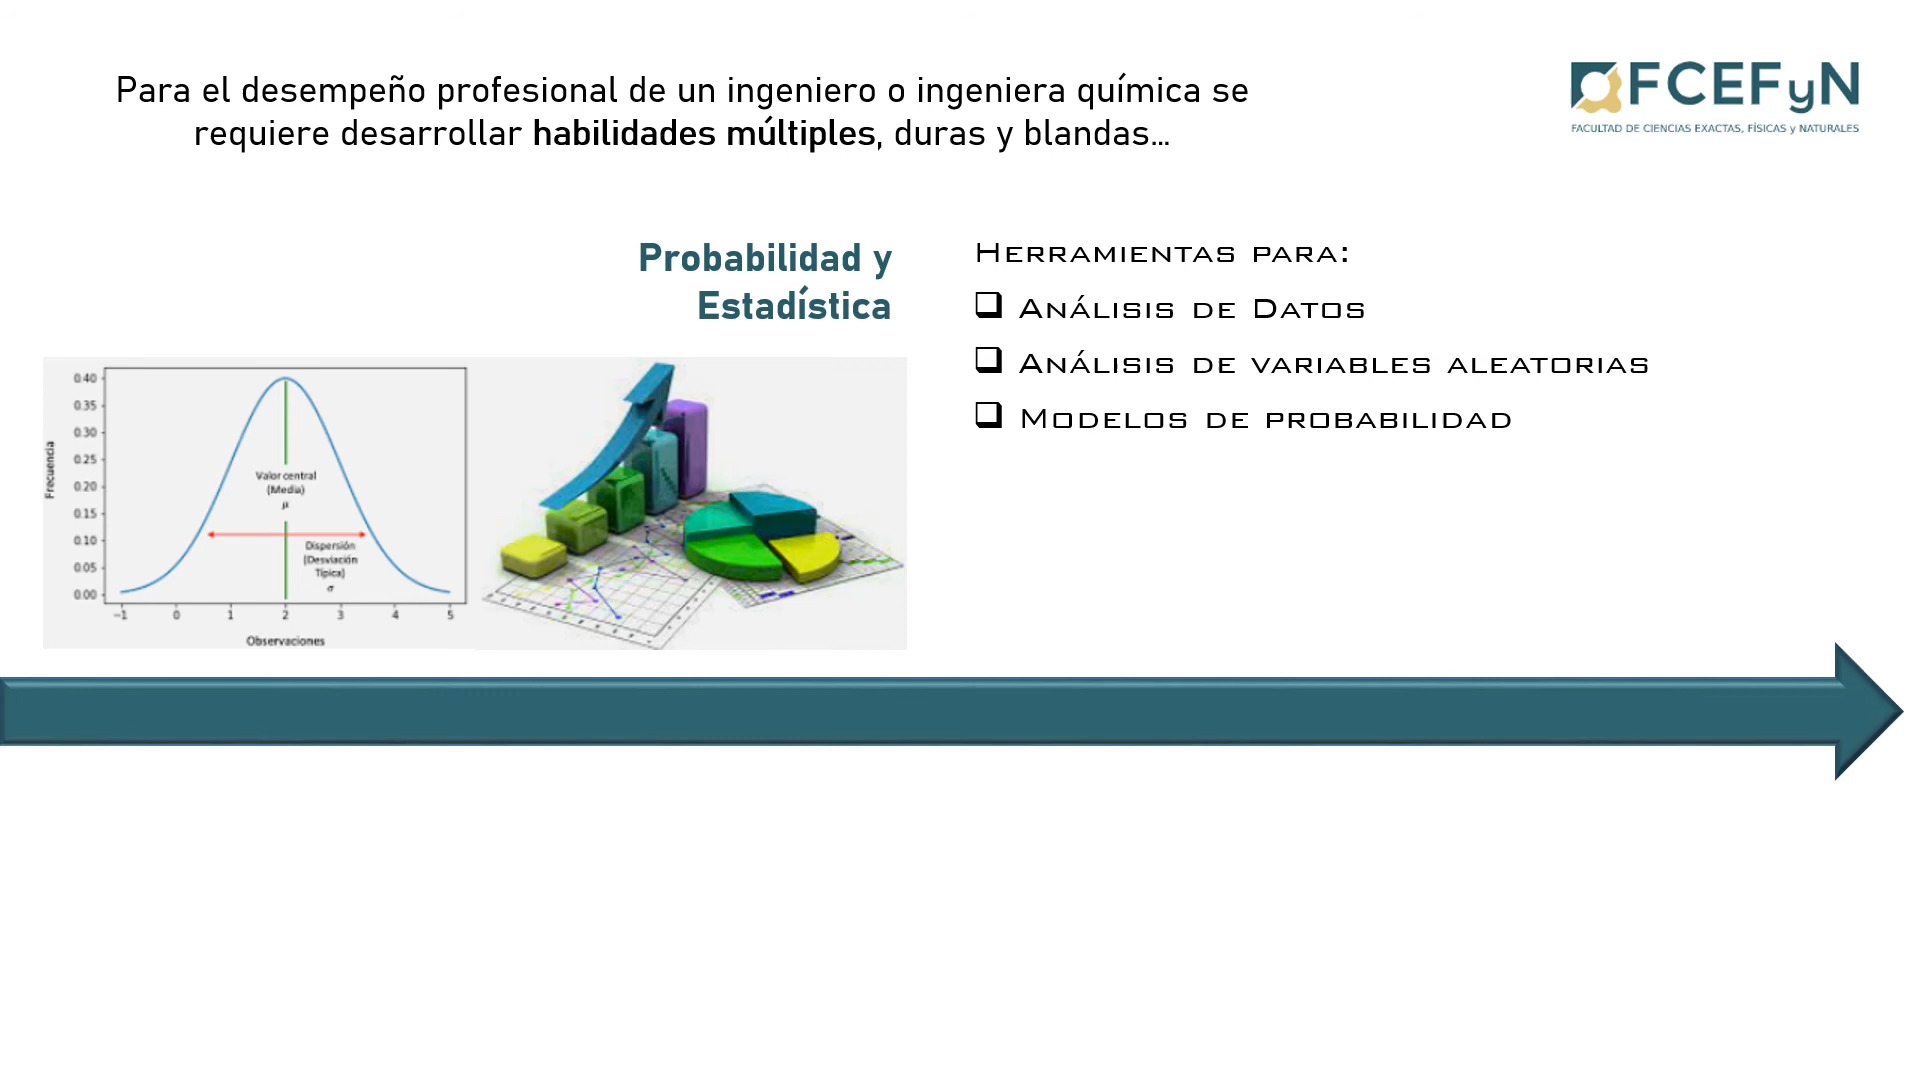 Para el desempeño profesional de un ingeniero o ingeniera química se
requiere desarrollar habilidades múltiples, duras y blandas...
FCEFyN
FACULTAD DE CIENCIAS EXACTAS, FÍSICAS y NATURALES
Probabilidad y
Estadística
HERRAMIENTAS PARA:
ANÁLISIS DE DATOS
ANÁLISIS DE VARIABLES ALEATORIAS
MODELOS DE PROBABILIDAD
Frecuencia
0.40
0.35
0.30
0.25
0.20
0.15
0.10
0.05
0.00
Valor central
(Media)
μ
Dispersión
(Desviación
Típica)
σ
−1 0 1 2 3 4 5
Observaciones